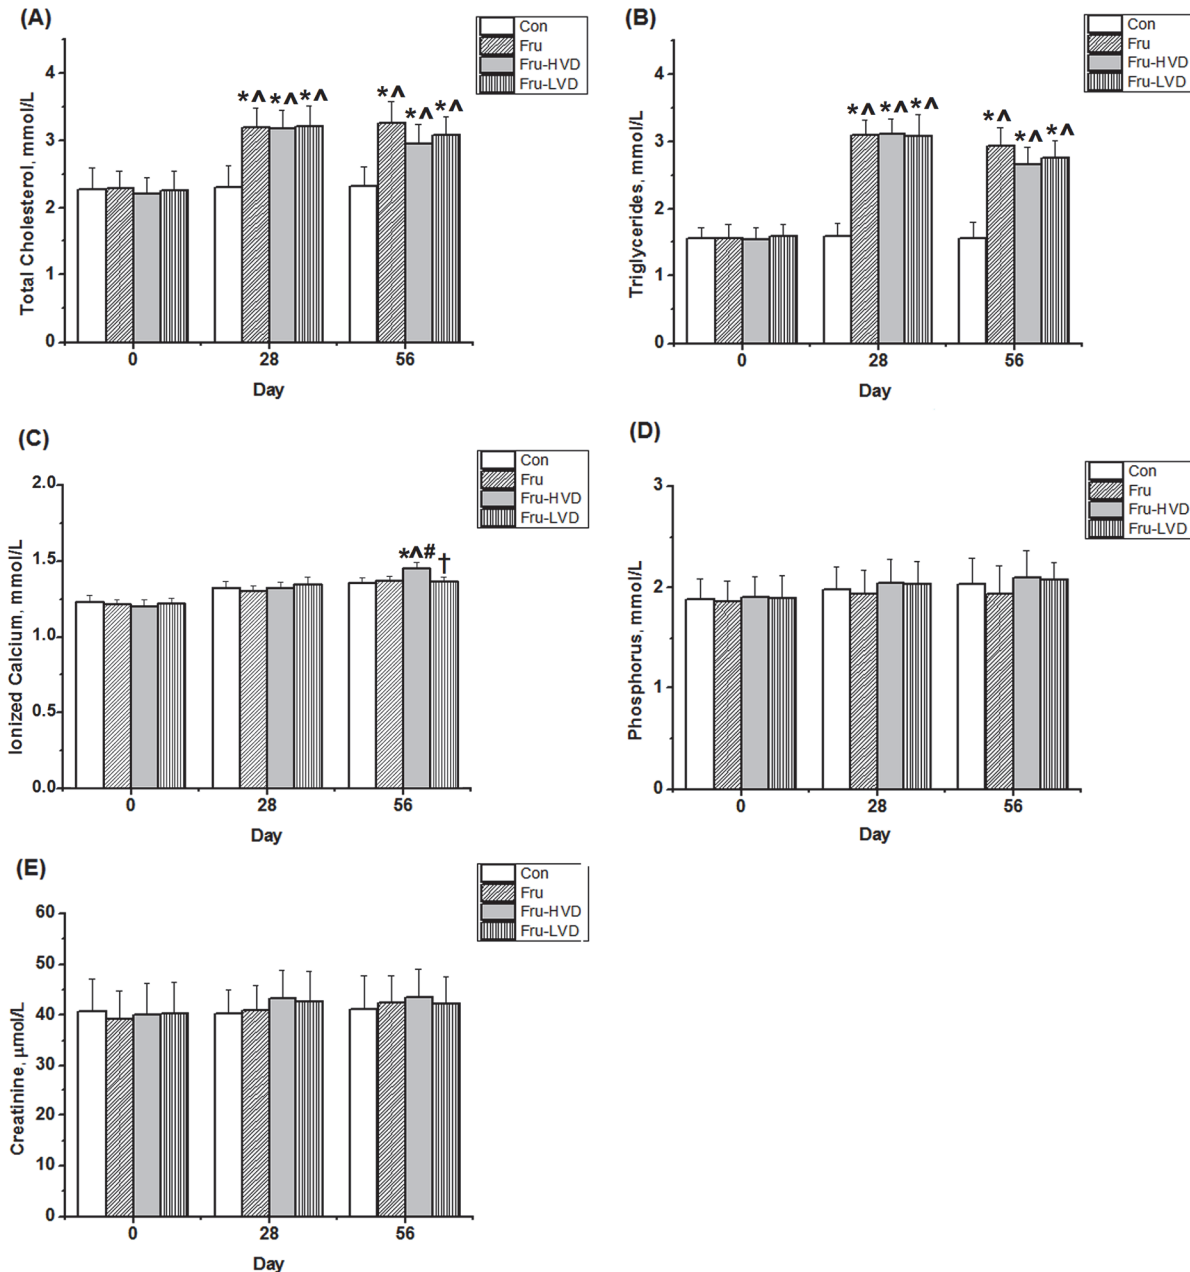 (A)
Con
Fru
Fru-HVD
Fru-LVD
Total Cholesterol, mmol/L
4
3
2
1
0
*^ *^ *^
*^ *^ *^
0 28 56
Day
(B)
Con
Fru
Fru-HVD
Fru-LVD
Triglycerides, mmol/L
4
3
2
1
0
*^ *^ *^
*^ *^ *^
0 28 56
Day
(C)
Con
Fru
Fru-HVD
Fru-LVD
Ionized Calcium, mmol/L
2.0
1.5
1.0
0.5
0.0
*^# †
0 28 56
Day
(D)
Con
Fru
Fru-HVD
Fru-LVD
Phosphorus, mmol/L
3
2
1
0
0 28 56
Day
(E)
Con
Fru
Fru-HVD
Fru-LVD
Creatinine, µmol/L
60
50
40
30
20
10
0
0 28 56
Day